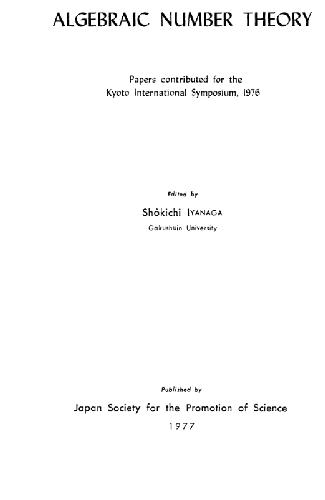 ALGEBRAIC NUMBER THEORY
Papers contributed for the
Kyoto International Symposium, 1976
Edited by
Shôkichi IYANAGA
Gakushûin University
Published by
Japan Society for the Promotion of Science
1977